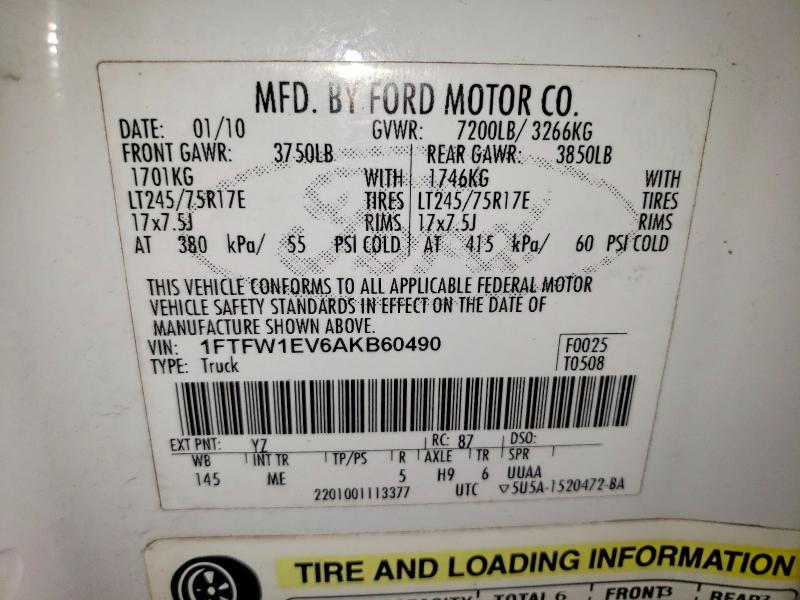 MFD. BY FORD MOTOR CO.
DATE: 01/10 GVWR: 7200LB/ 3266KG
FRONT GAWR: 3750LB REAR GAWR: 3850LB
1701KG WITH 1746KG WITH
LT245/75R17E TIRES LT245/75R17E TIRES
17x7.5J RIMS 17x7.5J RIMS
AT 380 kPa/ 55 PSI COLD AT 415 kPa/ 60 PSI COLD
THIS VEHICLE CONFORMS TO ALL APPLICABLE FEDERAL MOTOR
VEHICLE SAFETY STANDARDS IN EFFECT ON THE DATE OF
MANUFACTURE SHOWN ABOVE.
VIN: 1FTFW1EV6AKB60490 F0025
TYPE: Truck T0508
EXT PNT: YZ RC: 87 DSO:
WB INT TR TP/PS R AXLE TR SPR
145 ME 5 H9 6 UUAA
2201001113377 UTC ▽5U5A-1520472-BA
TIRE AND LOADING INFORMATION
TOTAL 6 FRONT3 REAR2